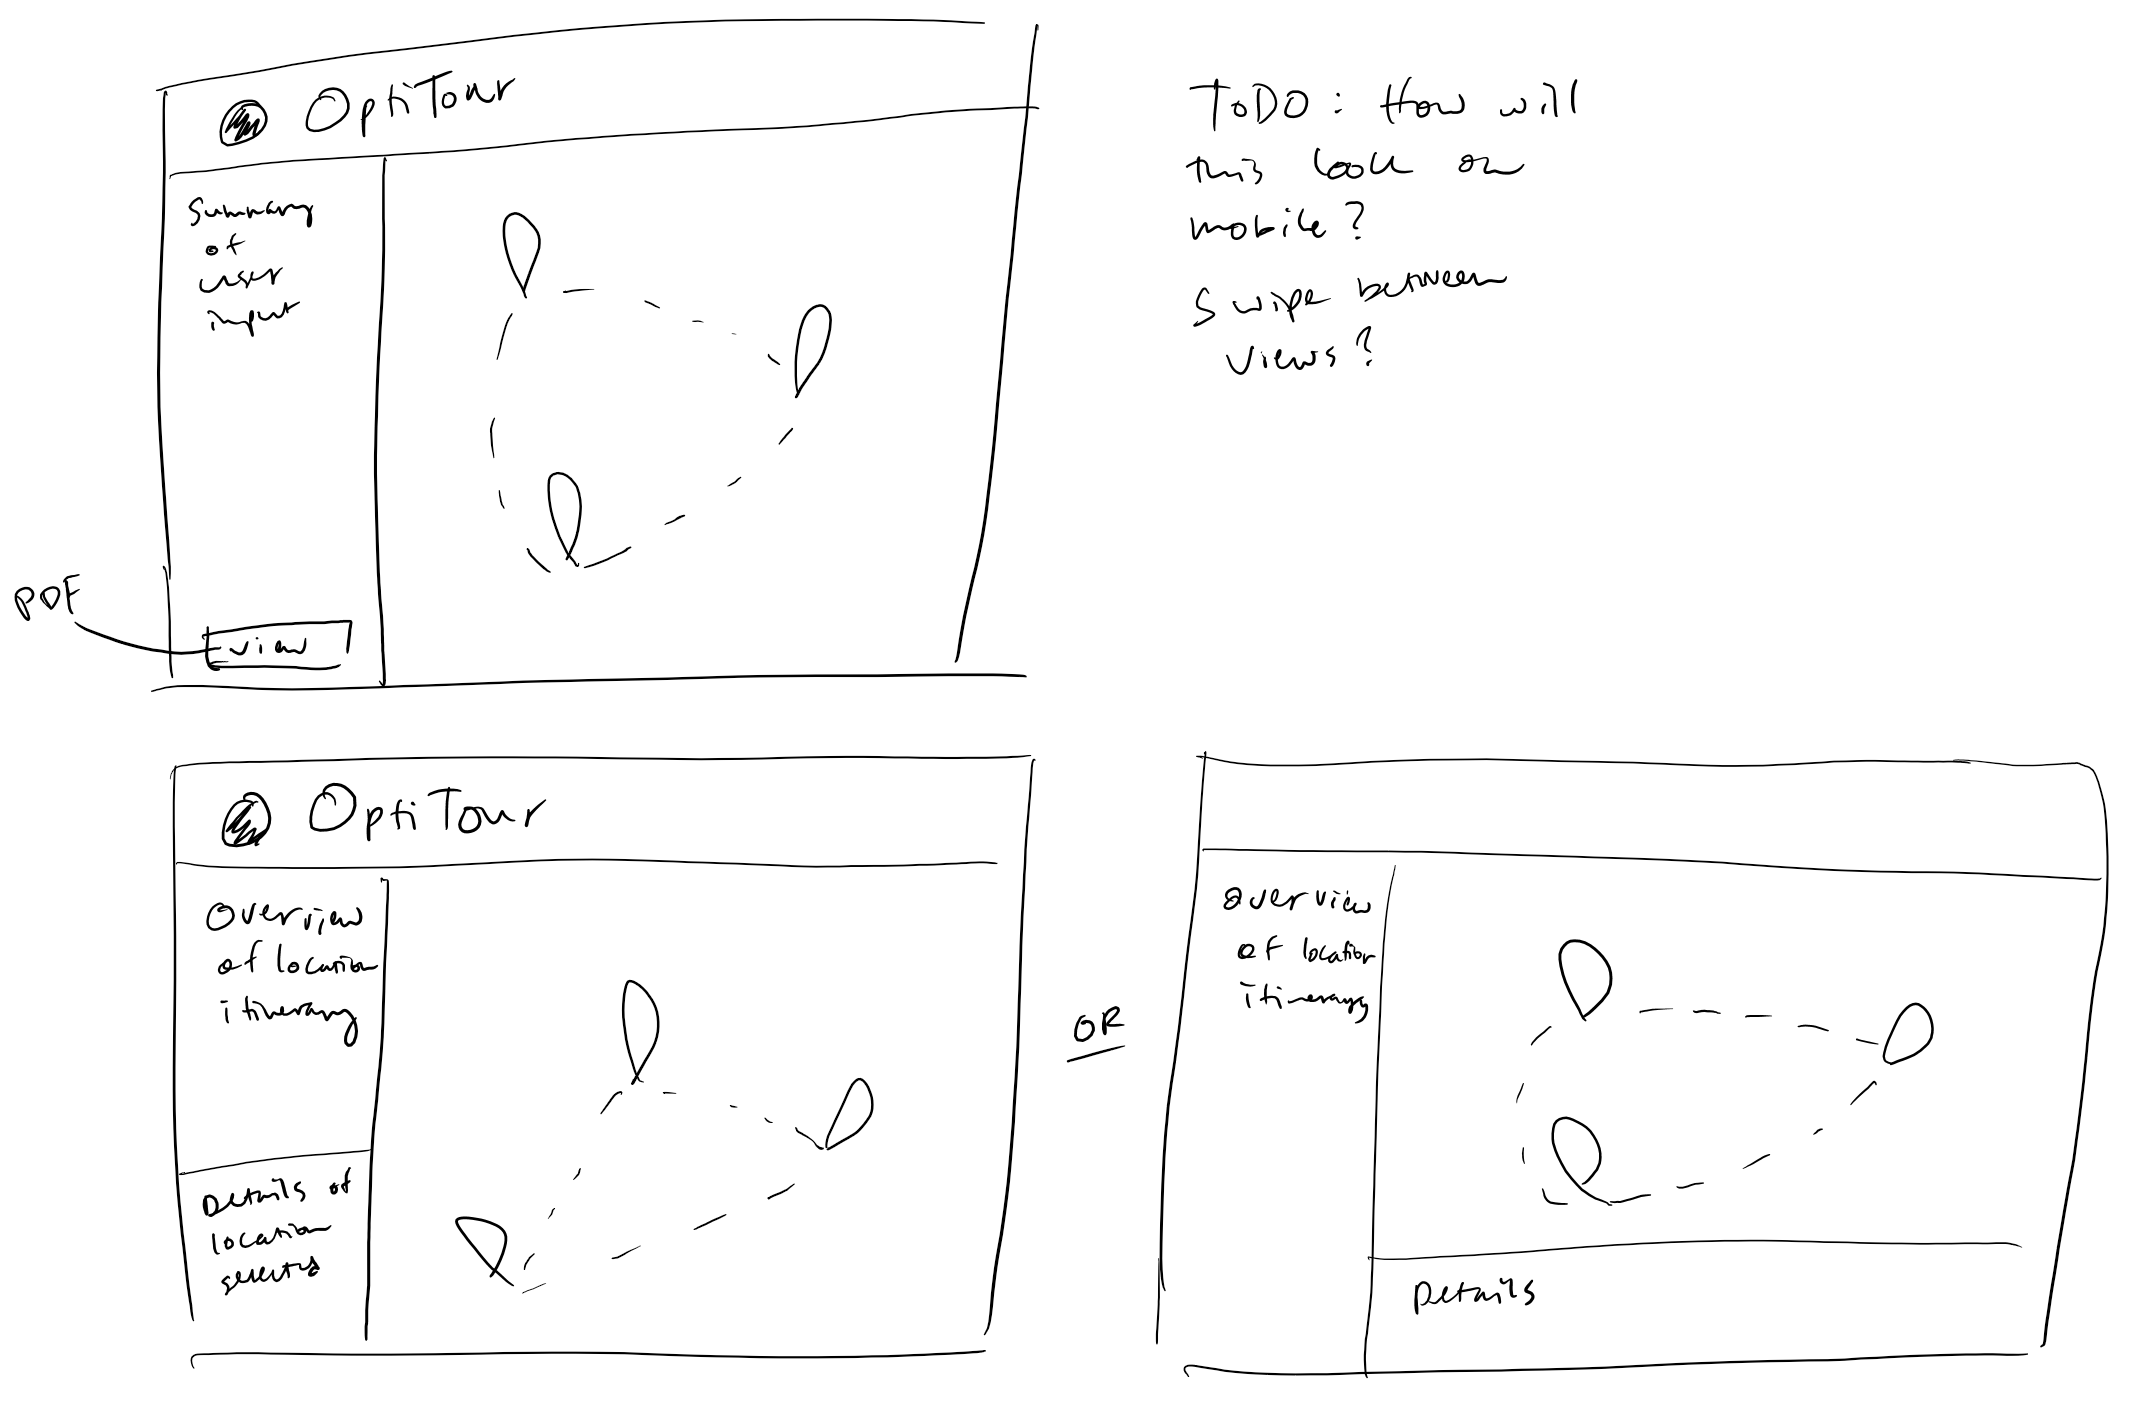 OptiTour
Summary
of
user
input
PDF
view
ToDO: How will
this look on
mobile?
Swipe between
views?
OptiTour
Overview
of location
itinerary
Details of
location
selected
OR
Overview
of location
itinerary
Details